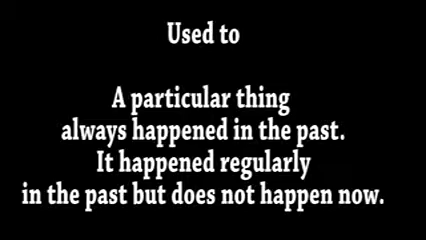 Used to
A particular thing
always happened in the past.
It happened regularly
in the past but does not happen now.